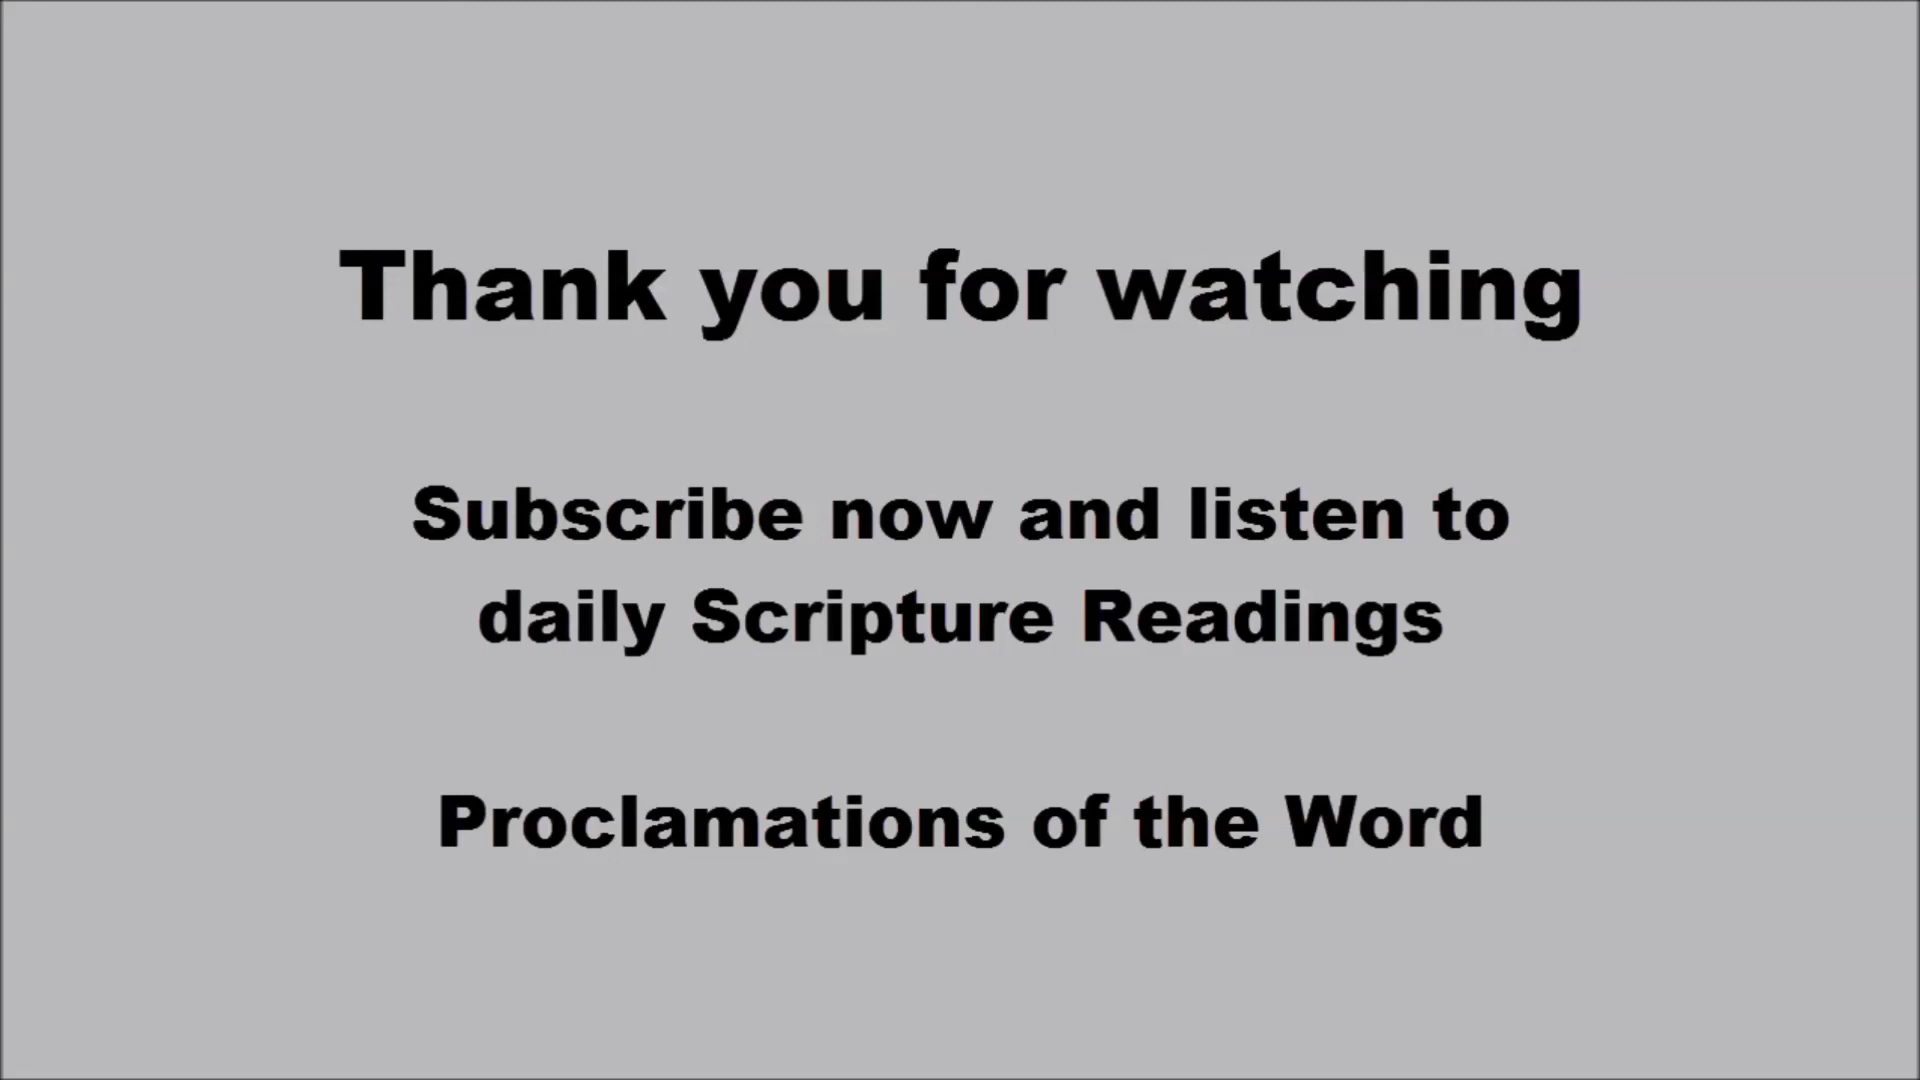 Thank you for watching
Subscribe now and listen to
daily Scripture Readings
Proclamations of the Word